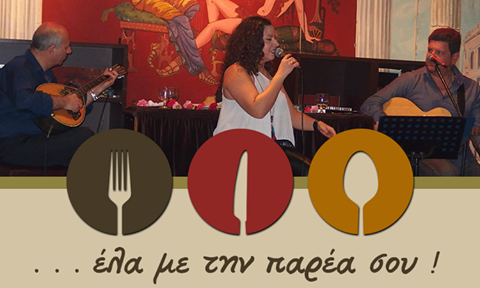 . . . έλα με την παρέα σου !